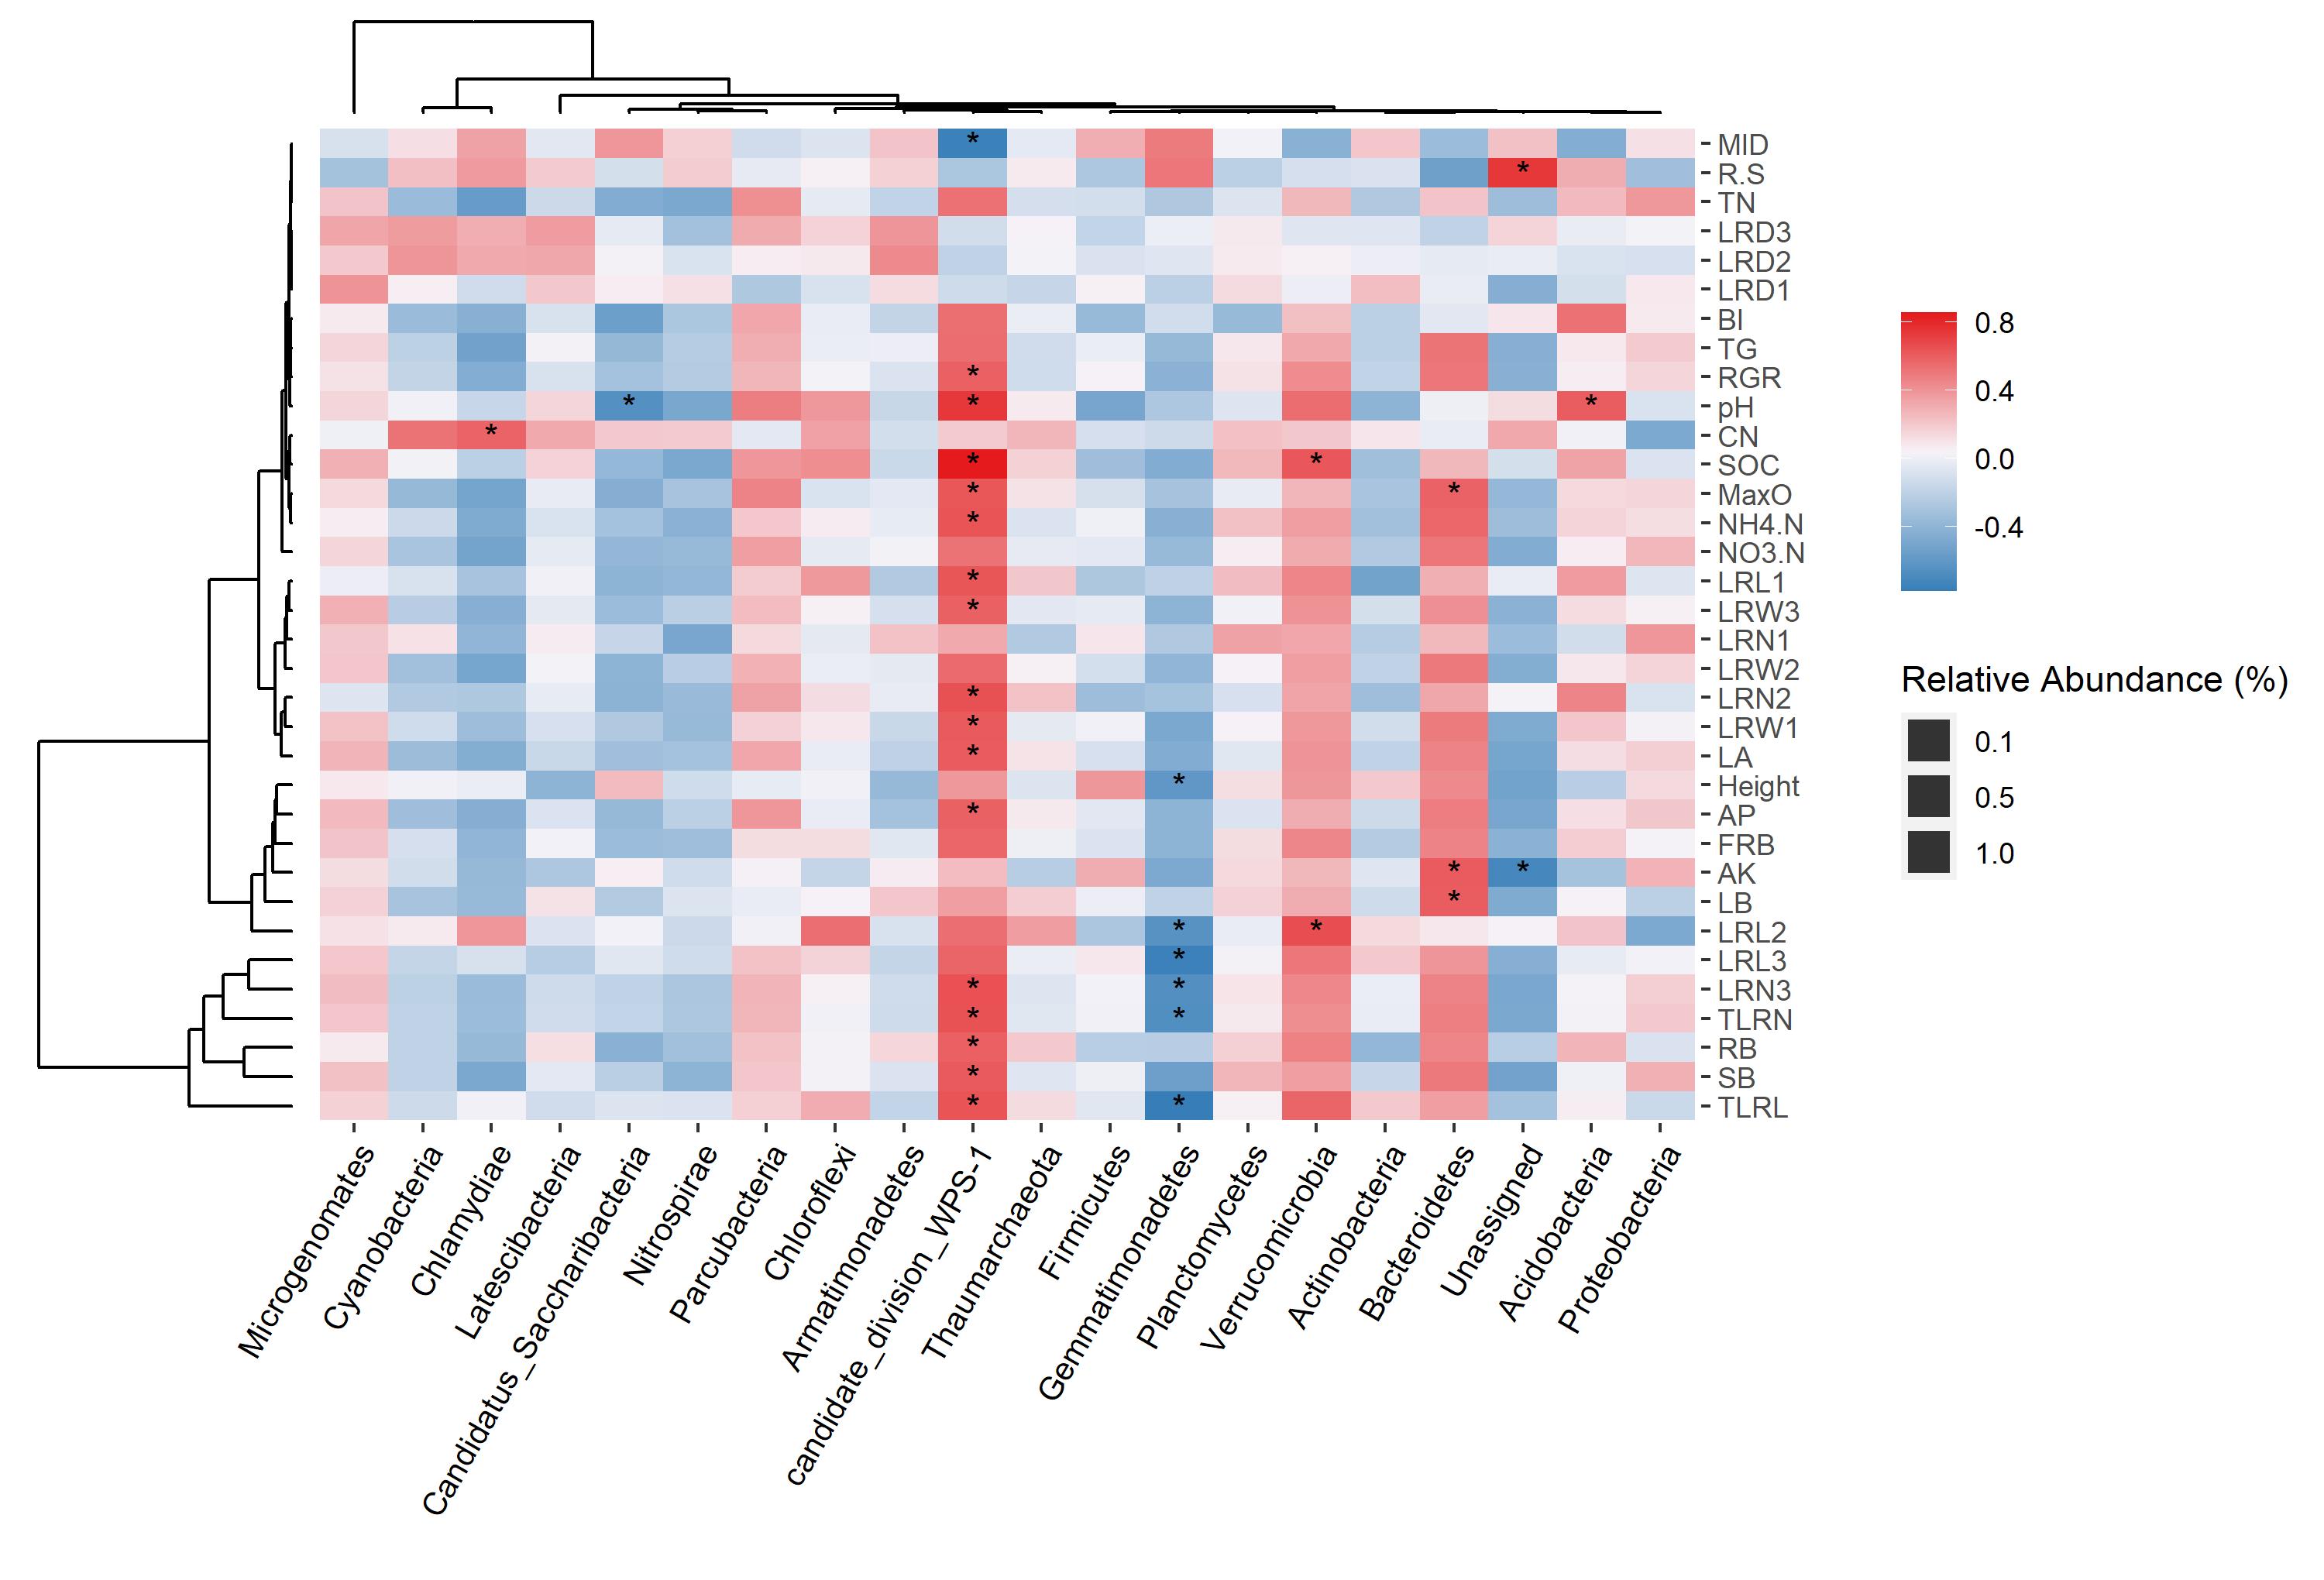 MID
R.S
TN
LRD3
LRD2
LRD1
BI
TG
RGR
pH
CN
SOC
MaxO
NH4.N
NO3.N
LRL1
LRW3
LRN1
LRW2
LRN2
LRW1
LA
Height
AP
FRB
AK
LB
LRL2
LRL3
LRN3
TLRN
RB
SB
TLRL
0.8
0.4
0.0
-0.4
Relative Abundance (%)
0.1
0.5
1.0
Microgenomates
Cyanobacteria
Chlamydiae
Latescibacteria
Candidatus_Saccharibacteria
Nitrospirae
Parcubacteria
Chloroflexi
Armatimonadetes
candidate_division_WPS-1
Thaumarchaeota
Firmicutes
Gemmatimonadetes
Planctomycetes
Verrucomicrobia
Actinobacteria
Bacteroidetes
Unassigned
Acidobacteria
Proteobacteria